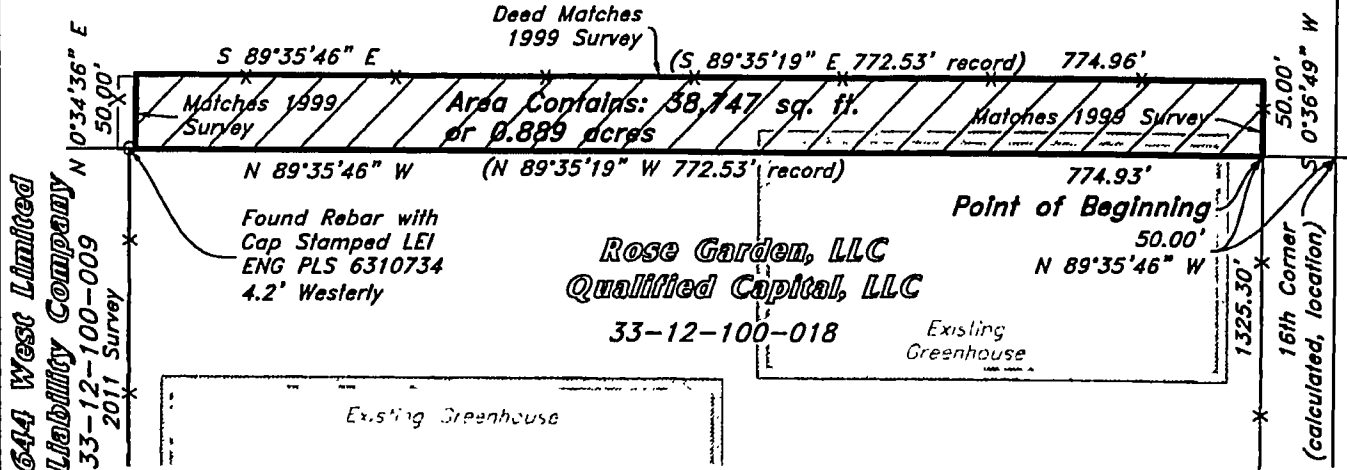 Deed Matches
1999 Survey
S 89°35'46" E
(S 89°35'19" E 772.53' record)
774.96'
N 0°34'36" E
50.00'
Matches 1999
Survey
Area Contains: 38,747 sq. ft.
or 0.889 acres
Matches 1999 Survey
50.00'
S 0°36'49" W
N 89°35'46" W
(N 89°35'19" W 772.53' record)
774.93'
Point of Beginning
50.00'
N 89°35'46" W
Found Rebar with
Cap Stamped LEI
ENG PLS 6310734
4.2' Westerly
Rose Garden, LLC
Qualified Capital, LLC
33-12-100-018
Existing
Greenhouse
Existing Greenhouse
644 West Limited
Liability Company
33-12-100-009
2011 Survey
1325.30'
16th Corner
(calculated, location)